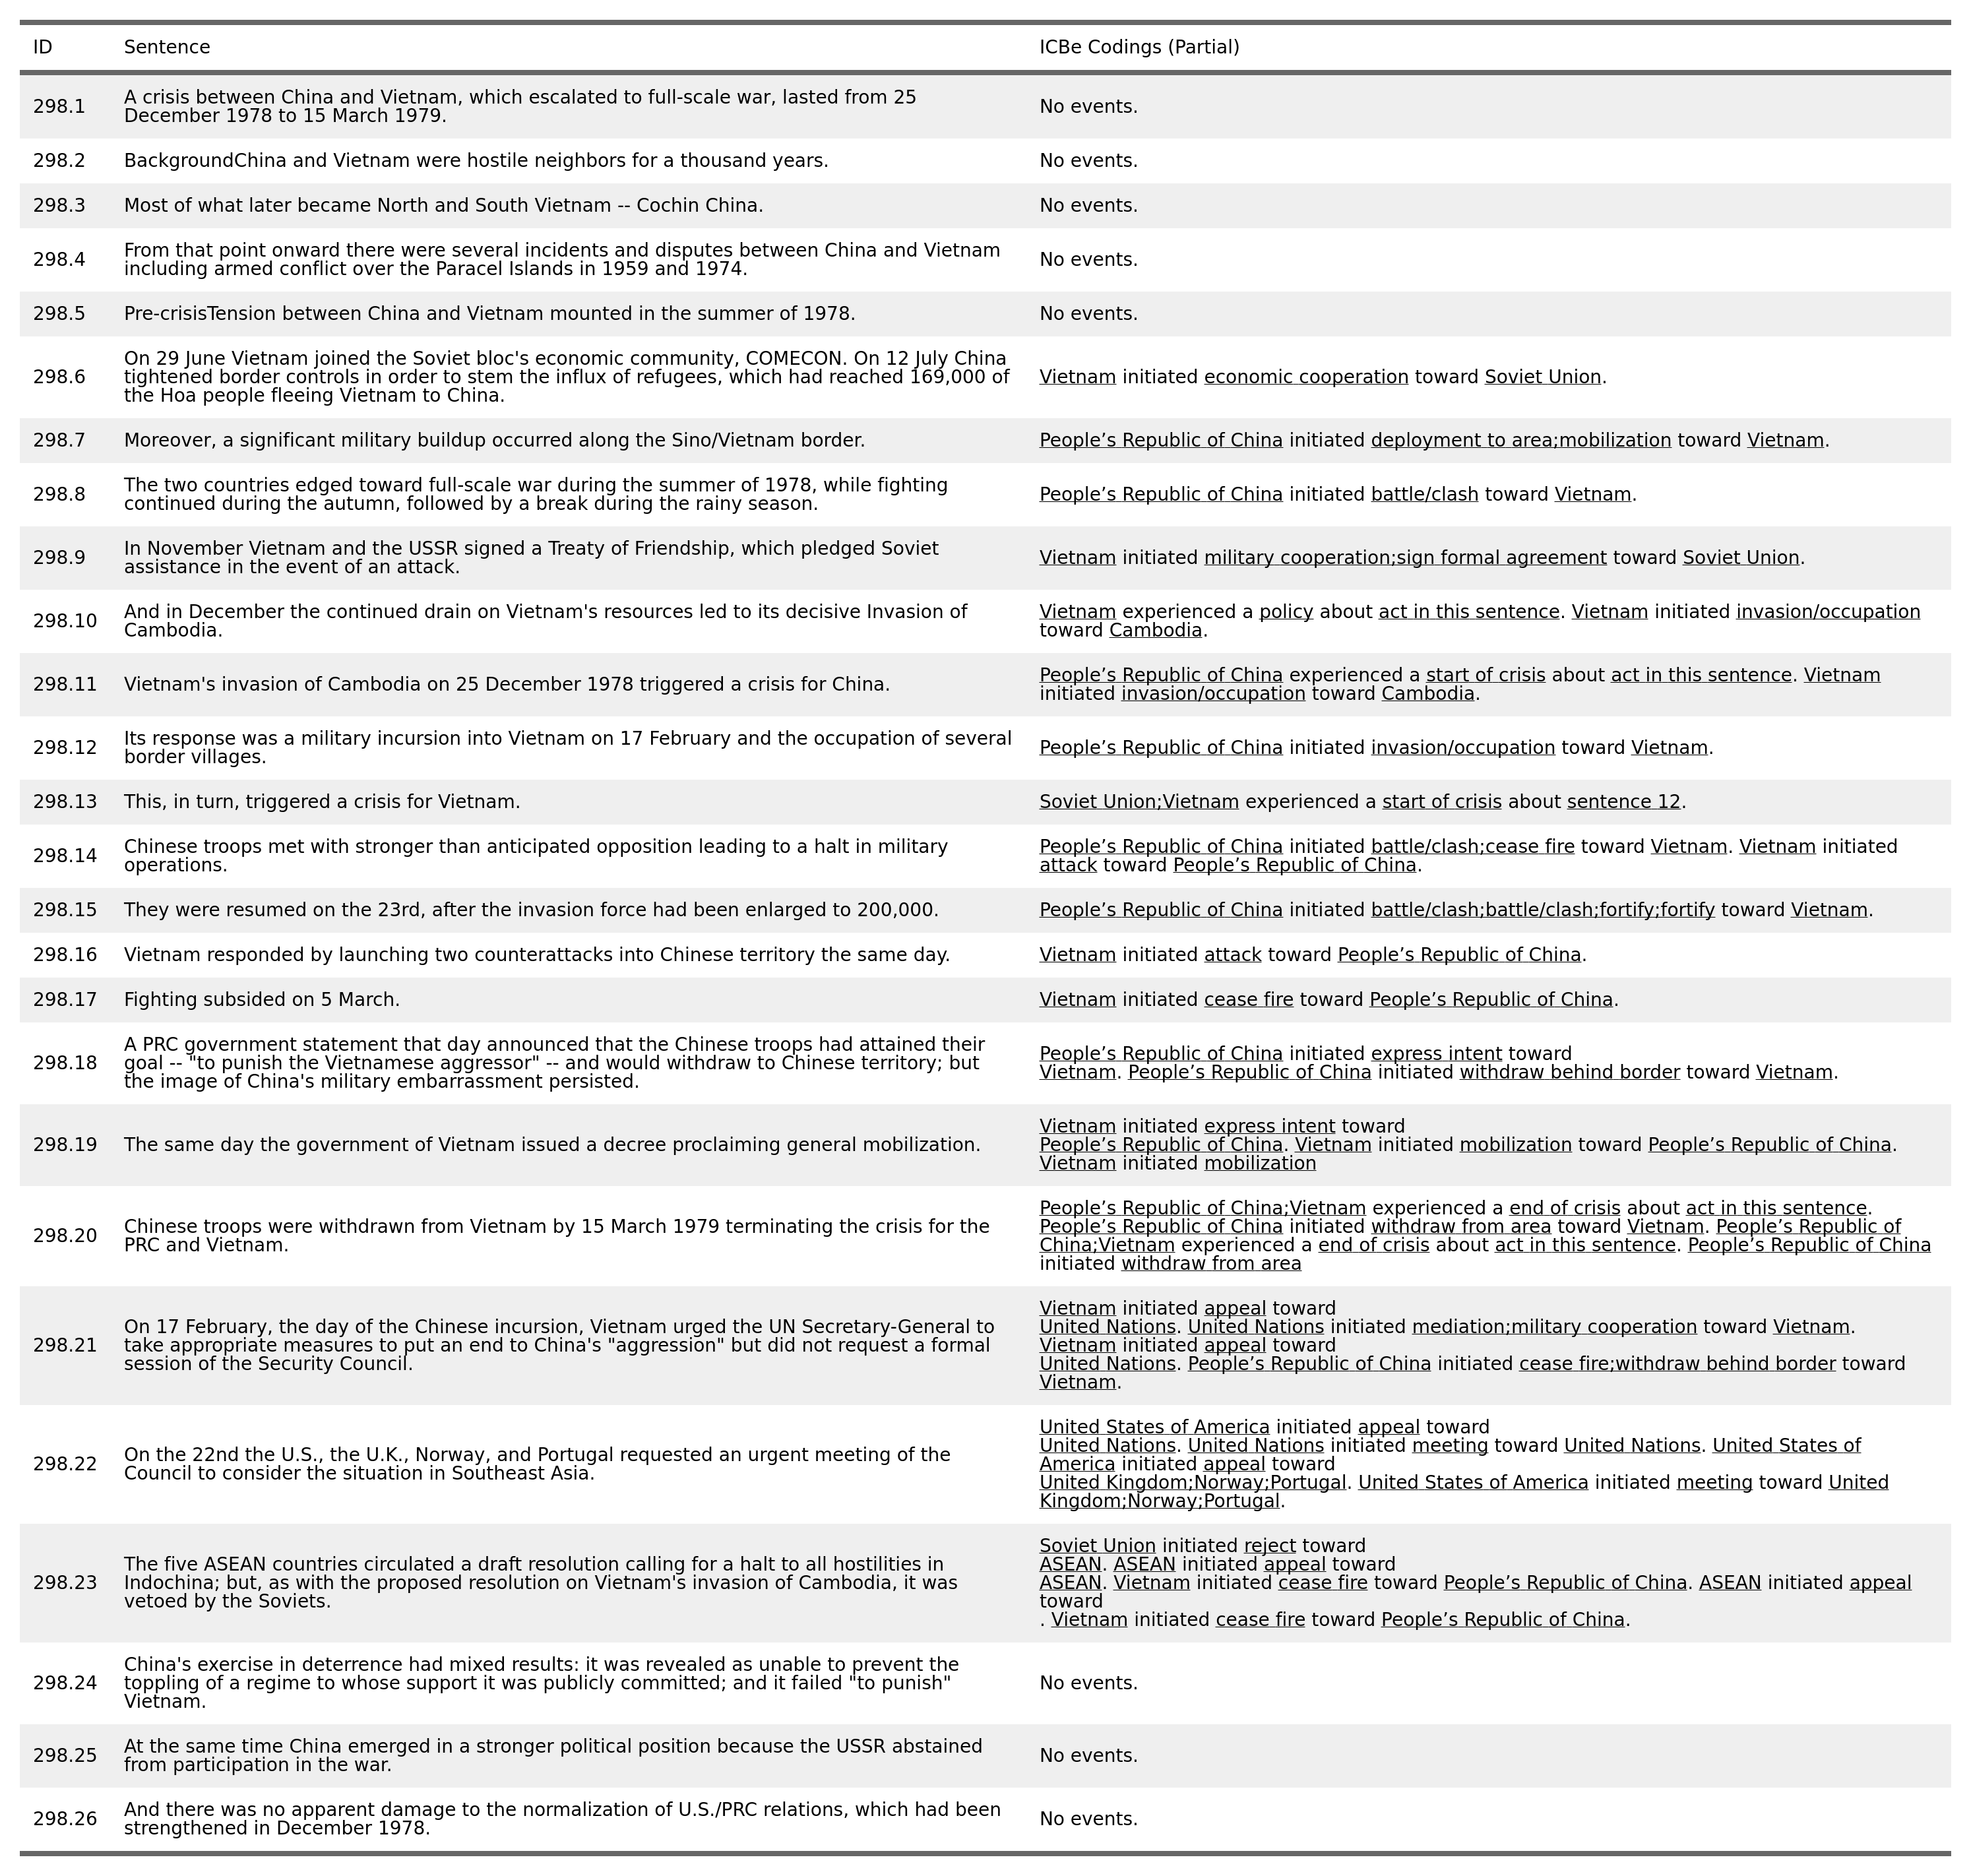 ID Sentence ICBe Codings (Partial)
298.1 A crisis between China and Vietnam, which escalated to full-scale war, lasted from 25
December 1978 to 15 March 1979. No events.
298.2 BackgroundChina and Vietnam were hostile neighbors for a thousand years. No events.
298.3 Most of what later became North and South Vietnam -- Cochin China. No events.
298.4 From that point onward there were several incidents and disputes between China and Vietnam
including armed conflict over the Paracel Islands in 1959 and 1974. No events.
298.5 Pre-crisisTension between China and Vietnam mounted in the summer of 1978. No events.
298.6 On 29 June Vietnam joined the Soviet bloc's economic community, COMECON. On 12 July China
tightened border controls in order to stem the influx of refugees, which had reached 169,000 of
the Hoa people fleeing Vietnam to China.
Vietnam initiated economic cooperation toward Soviet Union.
298.7 Moreover, a significant military buildup occurred along the Sino/Vietnam border. People’s Republic of China initiated deployment to area;mobilization toward Vietnam.
298.8 The two countries edged toward full-scale war during the summer of 1978, while fighting
continued during the autumn, followed by a break during the rainy season.
People’s Republic of China initiated battle/clash toward Vietnam.
298.9 In November Vietnam and the USSR signed a Treaty of Friendship, which pledged Soviet
assistance in the event of an attack.
Vietnam initiated military cooperation;sign formal agreement toward Soviet Union.
298.10 And in December the continued drain on Vietnam's resources led to its decisive Invasion of
Cambodia.
Vietnam experienced a policy about act in this sentence. Vietnam initiated invasion/occupation
toward Cambodia.
298.11 Vietnam's invasion of Cambodia on 25 December 1978 triggered a crisis for China.
People’s Republic of China experienced a start of crisis about act in this sentence. Vietnam
initiated invasion/occupation toward Cambodia.
298.12 Its response was a military incursion into Vietnam on 17 February and the occupation of several
border villages.
People’s Republic of China initiated invasion/occupation toward Vietnam.
298.13 This, in turn, triggered a crisis for Vietnam. Soviet Union;Vietnam experienced a start of crisis about sentence 12.
298.14 Chinese troops met with stronger than anticipated opposition leading to a halt in military
operations.
People’s Republic of China initiated battle/clash;cease fire toward Vietnam. Vietnam initiated
attack toward People’s Republic of China.
298.15 They were resumed on the 23rd, after the invasion force had been enlarged to 200,000. People’s Republic of China initiated battle/clash;battle/clash;fortify;fortify toward Vietnam.
298.16 Vietnam responded by launching two counterattacks into Chinese territory the same day. Vietnam initiated attack toward People’s Republic of China.
298.17 Fighting subsided on 5 March. Vietnam initiated cease fire toward People’s Republic of China.
298.18 A PRC government statement that day announced that the Chinese troops had attained their
goal -- "to punish the Vietnamese aggressor" -- and would withdraw to Chinese territory; but
the image of China's military embarrassment persisted.
People’s Republic of China initiated express intent toward
Vietnam. People’s Republic of China initiated withdraw behind border toward Vietnam.
298.19 The same day the government of Vietnam issued a decree proclaiming general mobilization.
Vietnam initiated express intent toward
People’s Republic of China. Vietnam initiated mobilization toward People’s Republic of China.
Vietnam initiated mobilization
298.20 Chinese troops were withdrawn from Vietnam by 15 March 1979 terminating the crisis for the
PRC and Vietnam.
People’s Republic of China;Vietnam experienced a end of crisis about act in this sentence.
People’s Republic of China initiated withdraw from area toward Vietnam. People’s Republic of
China;Vietnam experienced a end of crisis about act in this sentence. People’s Republic of China
initiated withdraw from area
298.21 On 17 February, the day of the Chinese incursion, Vietnam urged the UN Secretary-General to
take appropriate measures to put an end to China's "aggression" but did not request a formal
session of the Security Council.
Vietnam initiated appeal toward
United Nations. United Nations initiated mediation;military cooperation toward Vietnam.
Vietnam initiated appeal toward
United Nations. People’s Republic of China initiated cease fire;withdraw behind border toward
Vietnam.
298.22 On the 22nd the U.S., the U.K., Norway, and Portugal requested an urgent meeting of the
Council to consider the situation in Southeast Asia.
United States of America initiated appeal toward
United Nations. United Nations initiated meeting toward United Nations. United States of
America initiated appeal toward
United Kingdom;Norway;Portugal. United States of America initiated meeting toward United
Kingdom;Norway;Portugal.
298.23 The five ASEAN countries circulated a draft resolution calling for a halt to all hostilities in
Indochina; but, as with the proposed resolution on Vietnam's invasion of Cambodia, it was
vetoed by the Soviets.
Soviet Union initiated reject toward
ASEAN. ASEAN initiated appeal toward
ASEAN. Vietnam initiated cease fire toward People’s Republic of China. ASEAN initiated appeal
toward
. Vietnam initiated cease fire toward People’s Republic of China.
298.24 China's exercise in deterrence had mixed results: it was revealed as unable to prevent the
toppling of a regime to whose support it was publicly committed; and it failed "to punish"
Vietnam.
No events.
298.25 At the same time China emerged in a stronger political position because the USSR abstained
from participation in the war.
No events.
298.26 And there was no apparent damage to the normalization of U.S./PRC relations, which had been
strengthened in December 1978.
No events.